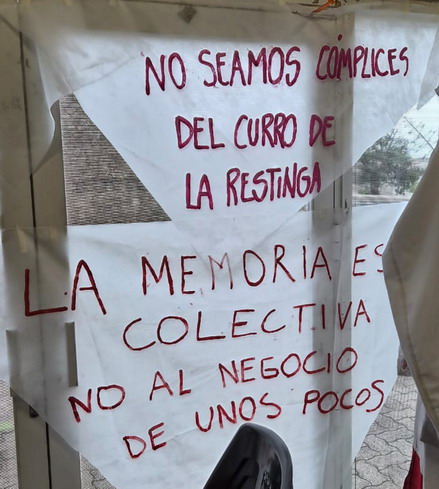 NO SEAMOS CÓMPLICES
DEL CURRO DE
LA RESTINGA
LA MEMORIA ES
COLECTIVA
NO AL NEGOCIO
DE UNOS POCOS